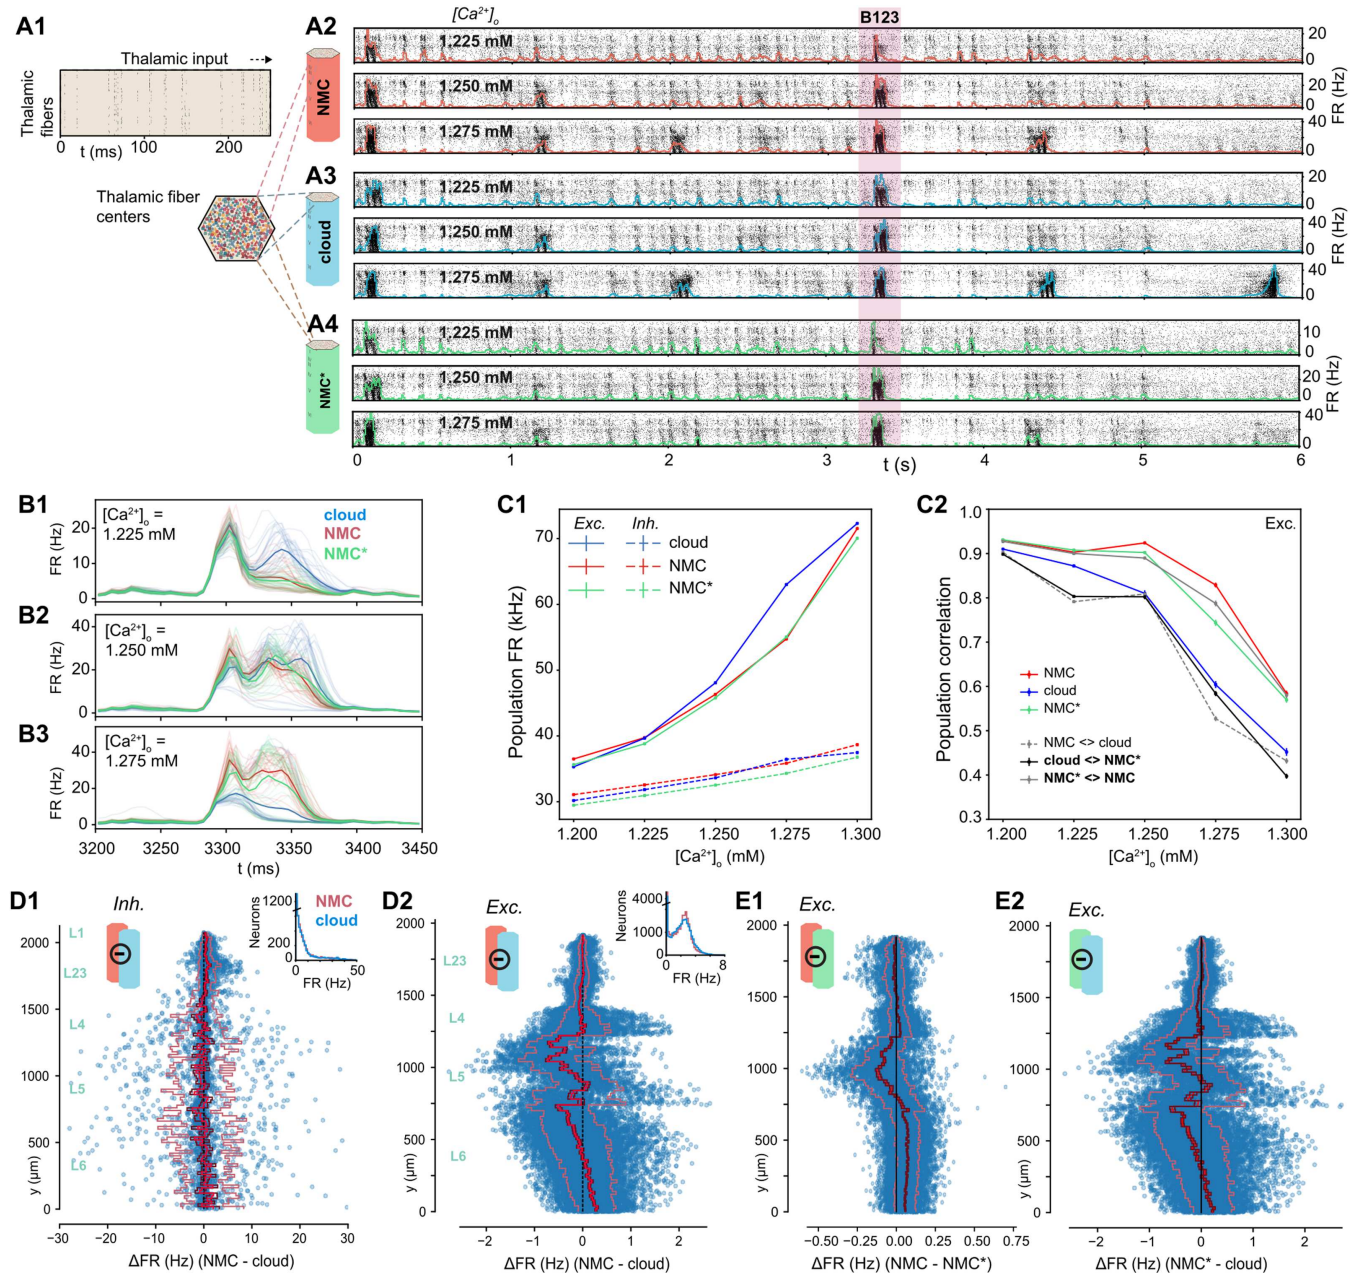 A1
Thalamic input
Thalamic
fibers
0
100
200
t (ms)
Thalamic fiber
centers
A2
[Ca²⁺]ₒ
B123
NMC
1.225 mM
20
0
1.250 mM
20
0
FR (Hz)
1.275 mM
40
0
A3
cloud
1.225 mM
20
0
1.250 mM
40
0
FR (Hz)
1.275 mM
40
0
A4
NMC*
1.225 mM
10
0
1.250 mM
20
0
FR (Hz)
1.275 mM
40
0
0
1
2
3
4
5
6
t (s)
B1
[Ca²⁺]ₒ =
1.225 mM
cloud
NMC
NMC*
FR (Hz)
20
10
0
B2
[Ca²⁺]ₒ =
1.250 mM
FR (Hz)
40
20
0
B3
[Ca²⁺]ₒ =
1.275 mM
FR (Hz)
40
20
0
3200
3250
3300
3350
3400
3450
t (ms)
C1
Exc.
Inh.
cloud
NMC
NMC*
Population FR (kHz)
70
60
50
40
30
1.200
1.225
1.250
1.275
1.300
[Ca²⁺]ₒ (mM)
C2
Exc.
Population correlation
1.0
0.9
0.8
0.7
0.6
0.5
0.4
0.3
NMC
cloud
NMC*
NMC <> cloud
cloud <> NMC*
NMC* <> NMC
1.200
1.225
1.250
1.275
1.300
[Ca²⁺]ₒ (mM)
D1
Inh.
Neurons
1200
200
0
NMC
cloud
0
50
FR (Hz)
L1
L23
L4
L5
L6
2000
1500
1000
500
0
y (µm)
−30
−20
−10
0
10
20
30
ΔFR (Hz) (NMC - cloud)
D2
Exc.
Neurons
4000
1000
0
0
8
FR (Hz)
L23
L4
L5
L6
2000
1500
1000
500
0
y (µm)
−2
−1
0
1
2
ΔFR (Hz) (NMC - cloud)
E1
Exc.
2000
1500
1000
500
0
y (µm)
−0.50
−0.25
0.00
0.25
0.50
0.75
ΔFR (Hz) (NMC - NMC*)
E2
Exc.
2000
1500
1000
500
0
y (µm)
−2
−1
0
1
2
ΔFR (Hz) (NMC* - cloud)